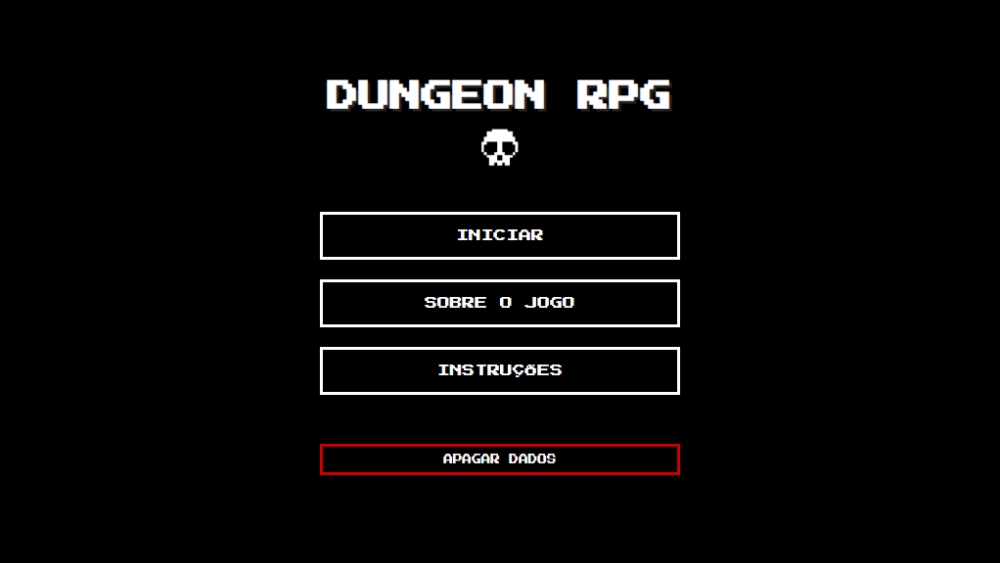 DUNGEON RPG
INICIAR
SOBRE O JOGO
INSTRUÇÕES
APAGAR DADOS